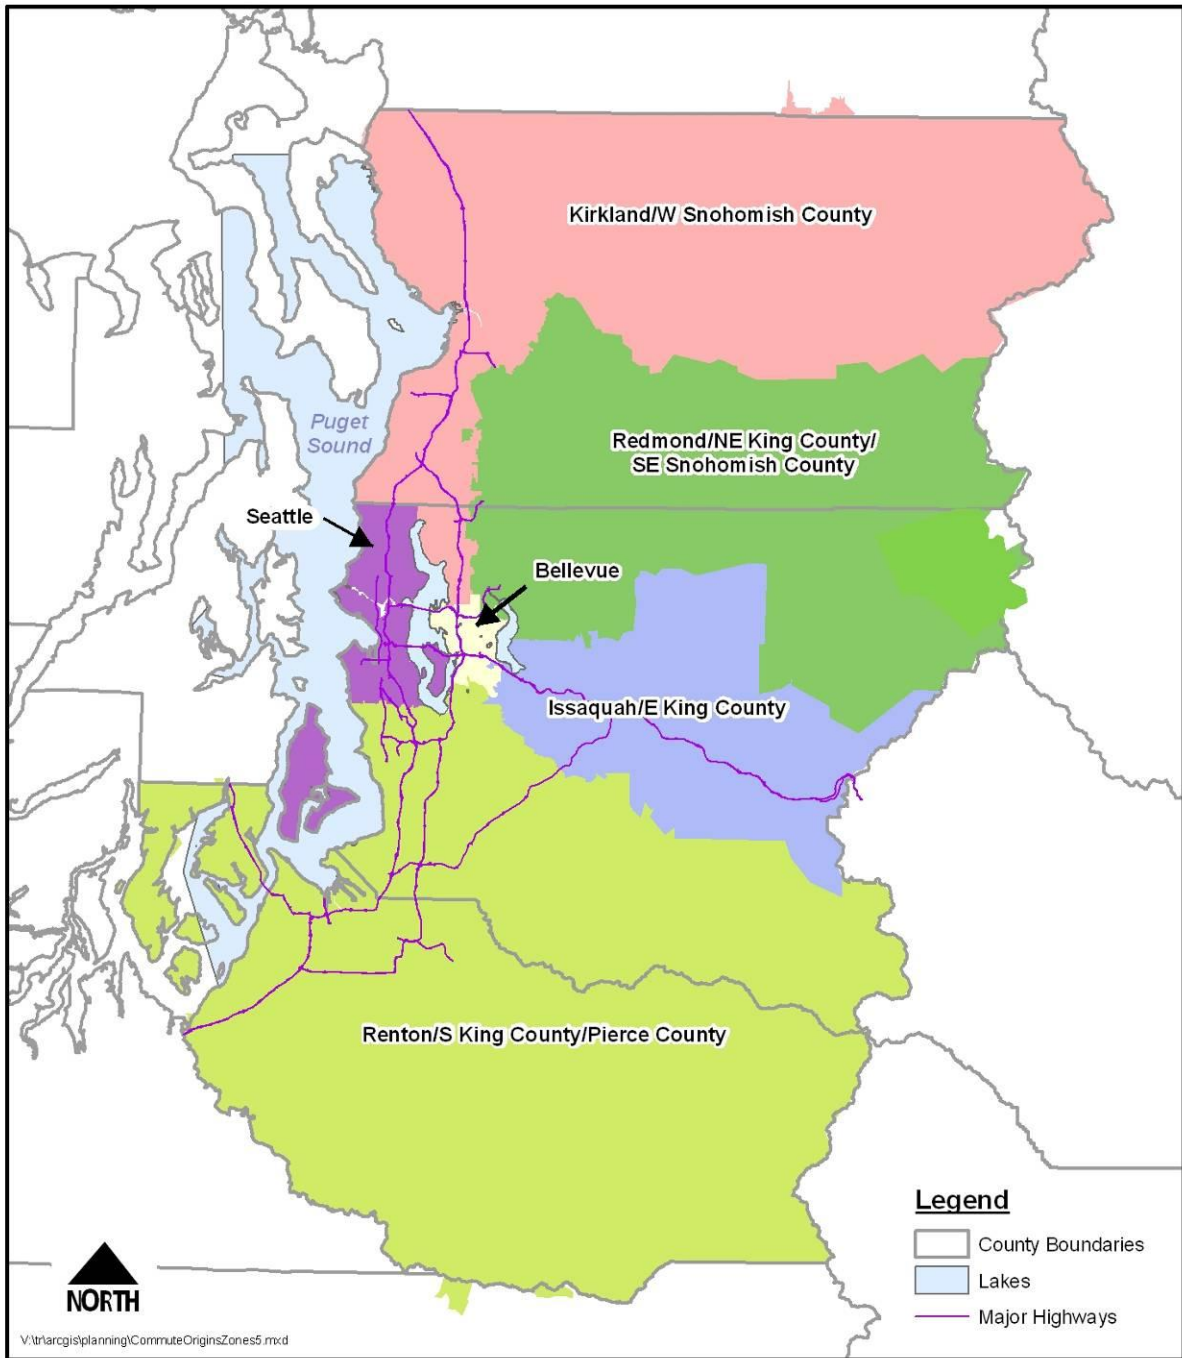 Kirkland/W Snohomish County
Puget
Sound
Redmond/NE King County/
SE Snohomish County
Seattle
Bellevue
Issaquah/E King County
Renton/S King County/Pierce County
Legend
County Boundaries
Lakes
Major Highways
NORTH
V:\tr\arcgis\planning\CommuteOriginsZones5.mxd